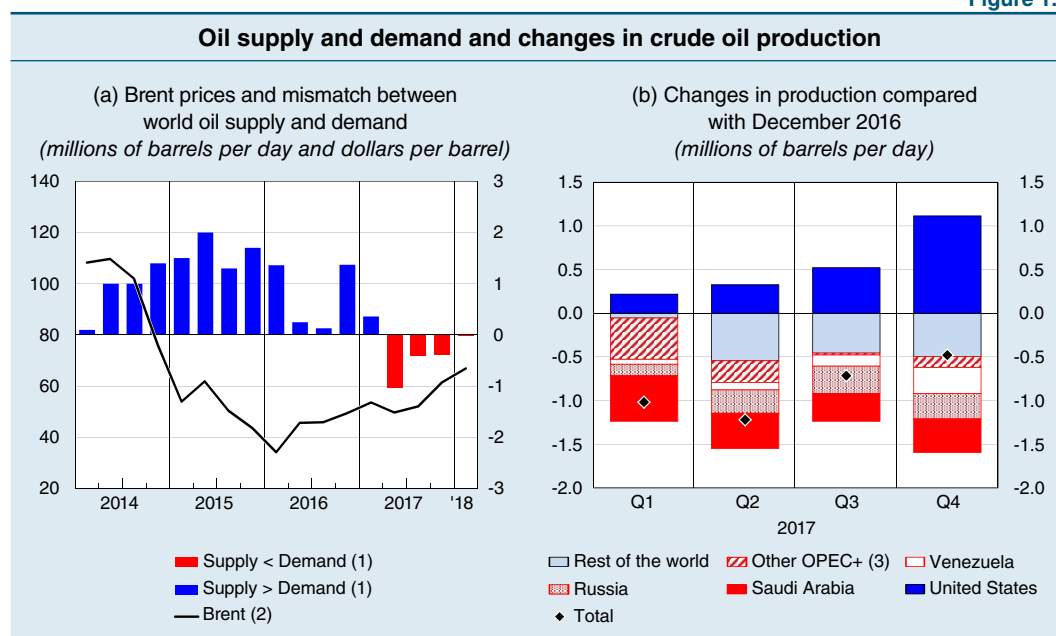 Figure 1.
Oil supply and demand and changes in crude oil production
(a) Brent prices and mismatch between
world oil supply and demand
(millions of barrels per day and dollars per barrel)
140
120
100
80
60
40
20
3
2
1
0
-1
-2
-3
2014
2015
2016
2017
'18
Supply < Demand (1)
Supply > Demand (1)
Brent (2)
(b) Changes in production compared
with December 2016
(millions of barrels per day)
1.5
1.0
0.5
0.0
-0.5
-1.0
-1.5
-2.0
1.5
1.0
0.5
0.0
-0.5
-1.0
-1.5
-2.0
Q1
Q2
Q3
Q4
2017
Rest of the world
Other OPEC+ (3)
Venezuela
Russia
Saudi Arabia
United States
Total